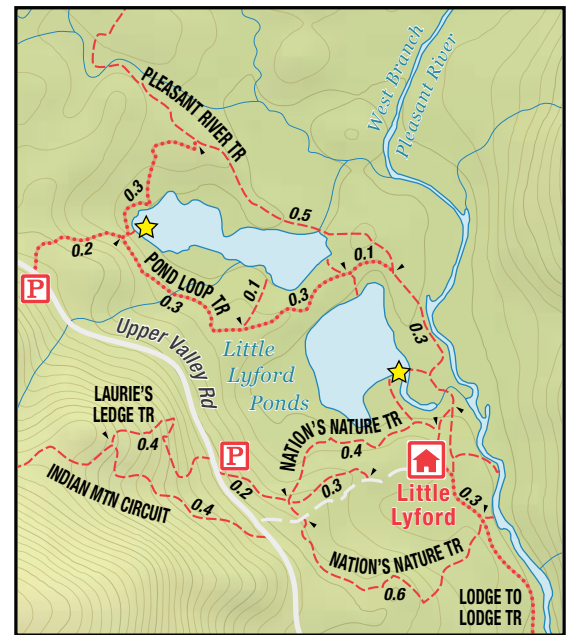 West Branch
Pleasant River
PLEASANT RIVER TR
0.3
0.5
0.2
0.1
P
POND LOOP TR
0.1
0.3
0.3
0.3
Upper Valley Rd
Little
Lyford
Ponds
LAURIE'S
LEDGE TR
0.4
NATION'S NATURE TR
0.4
P
0.2
0.3
INDIAN MTN CIRCUIT
0.4
Little
Lyford
0.3
NATION'S NATURE TR
0.6
LODGE TO
LODGE TR